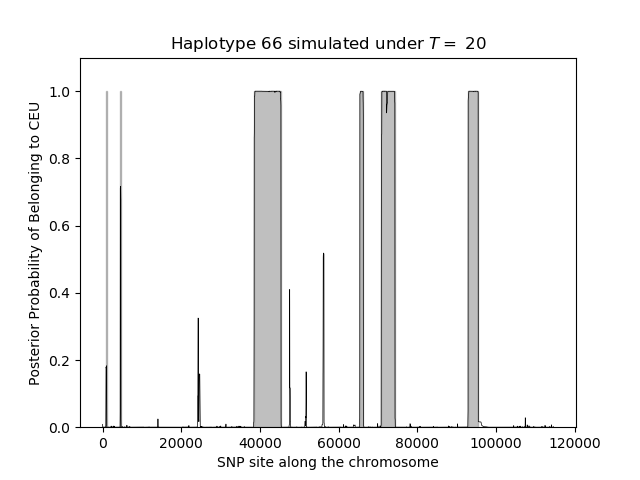 Haplotype 66 simulated under T = 20
1.0
0.8
0.6
0.4
0.2
0.0
Posterior Probability of Belonging to CEU
0 20000 40000 60000 80000 100000 120000
SNP site along the chromosome